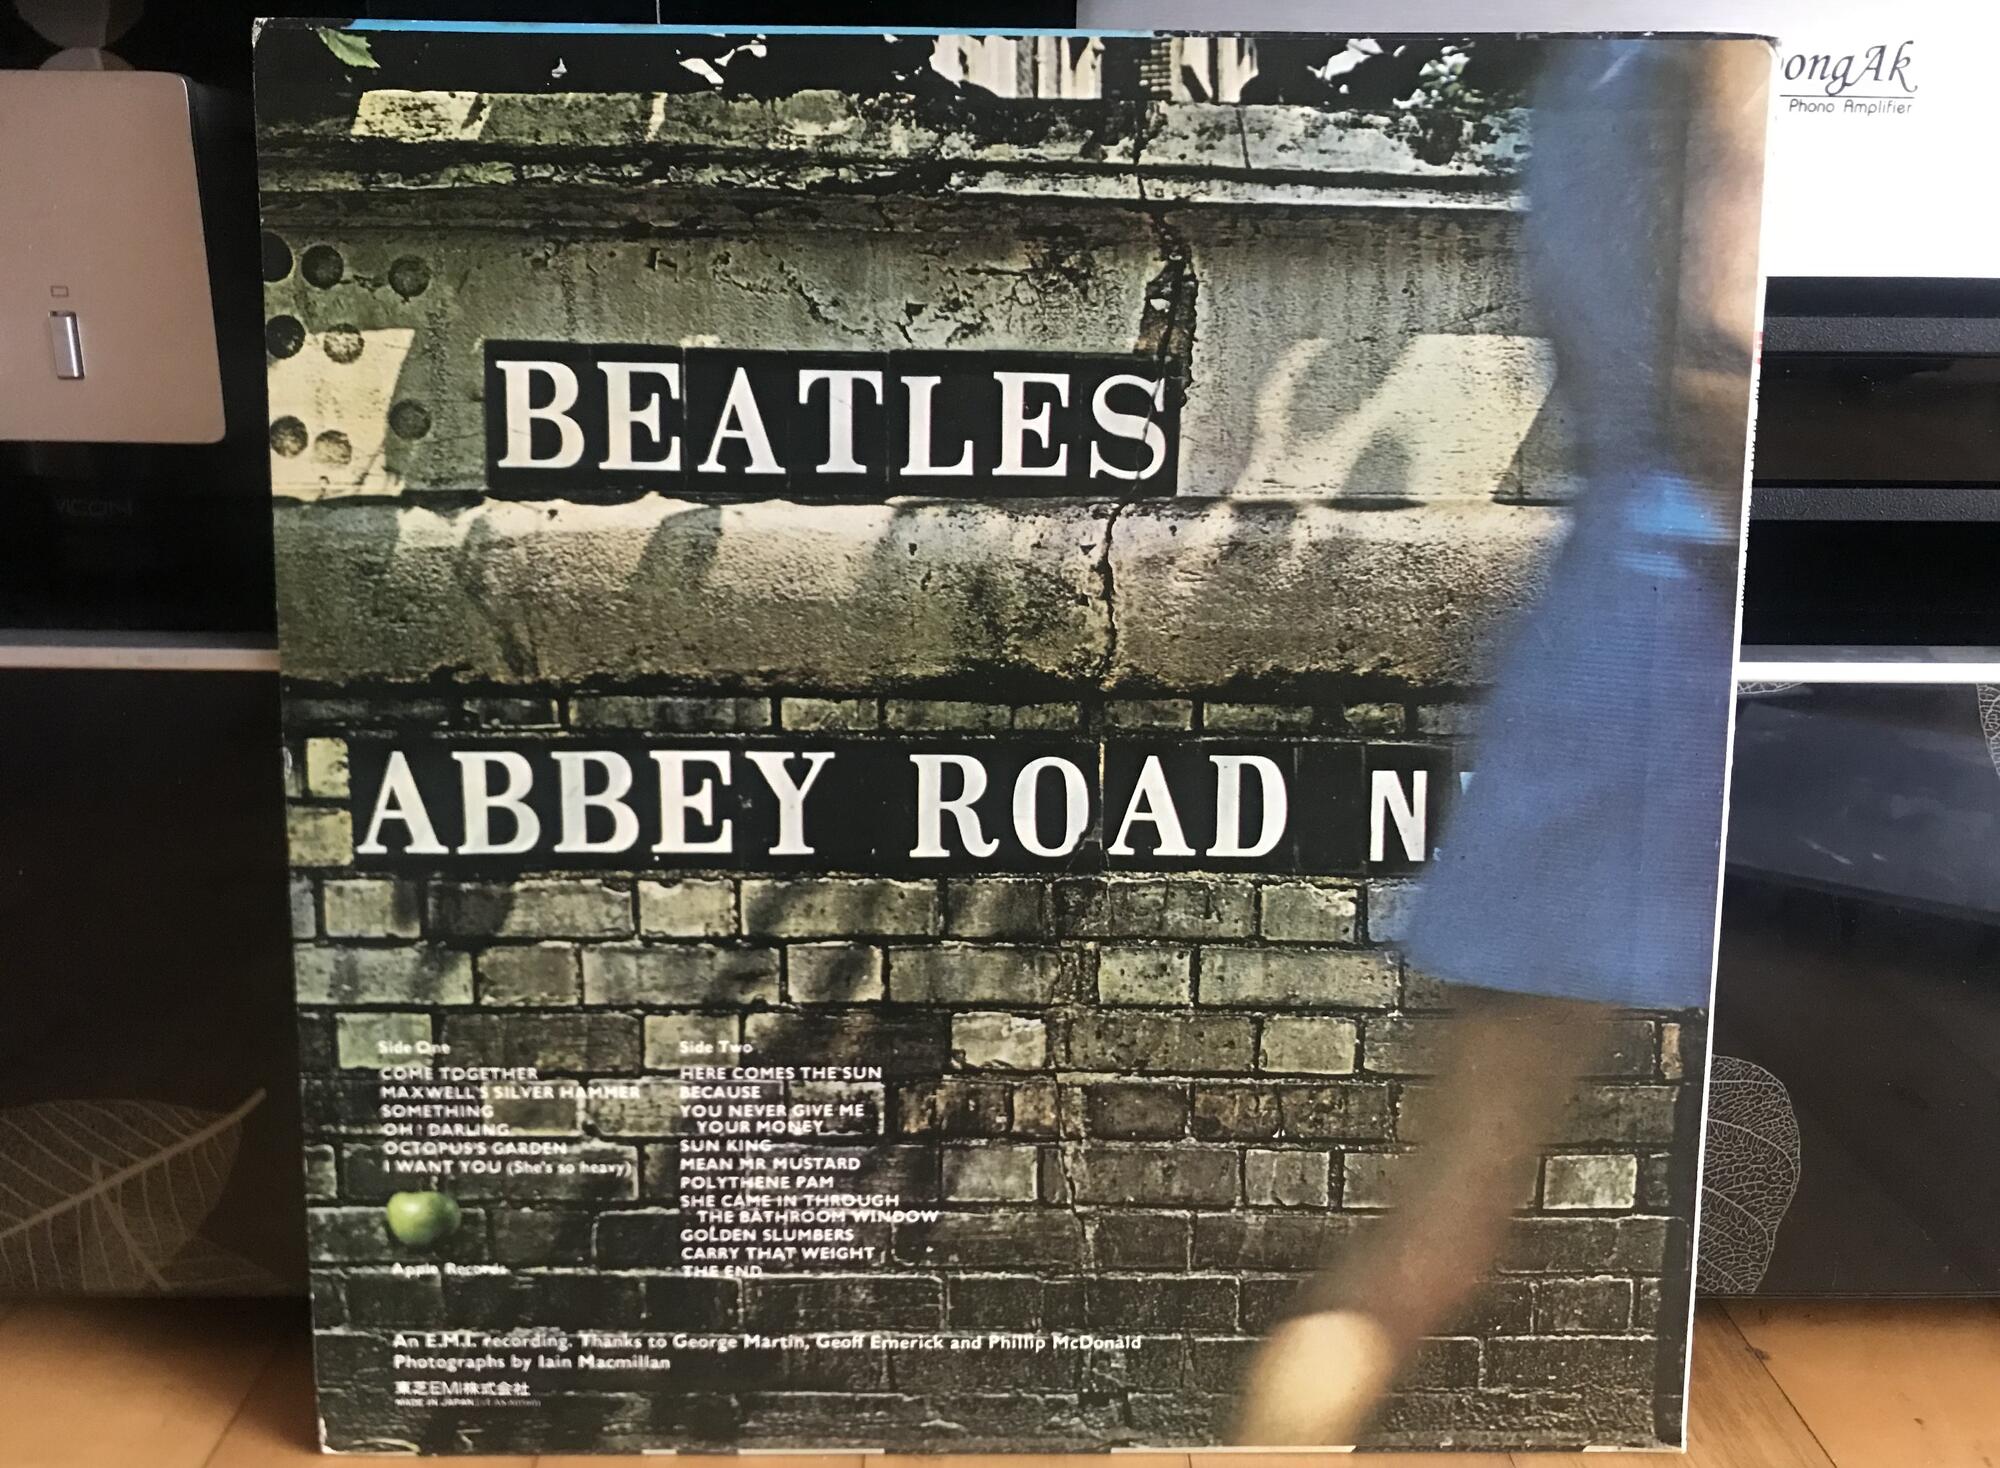 ongAk
Phono Amplifier
BEATLES
ABBEY ROAD N
Side One
COME TOGETHER
MAXWELL'S SILVER HAMMER
SOMETHING
OH! DARLING
OCTOPUS'S GARDEN
I WANT YOU (She's so heavy)
Apple Records
Side Two
HERE COMES THE SUN
BECAUSE
YOU NEVER GIVE ME
YOUR MONEY
SUN KING
MEAN MR MUSTARD
POLYTHENE PAM
SHE CAME IN THROUGH
THE BATHROOM WINDOW
GOLDEN SLUMBERS
CARRY THAT WEIGHT
THE END
An E.M.I. recording. Thanks to George Martin, Geoff Emerick and Phillip McDonald
Photographs by Iain Macmillan
東芝EMI株式会社
MADE IN JAPAN